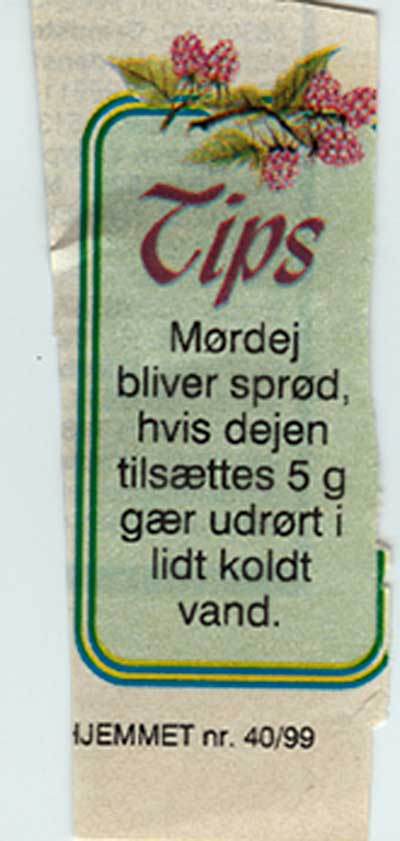 Tips
Mørdej
bliver sprød,
hvis dejen
tilsættes 5 g
gær udrørt i
lidt koldt
vand.
HJEMMET nr. 40/99